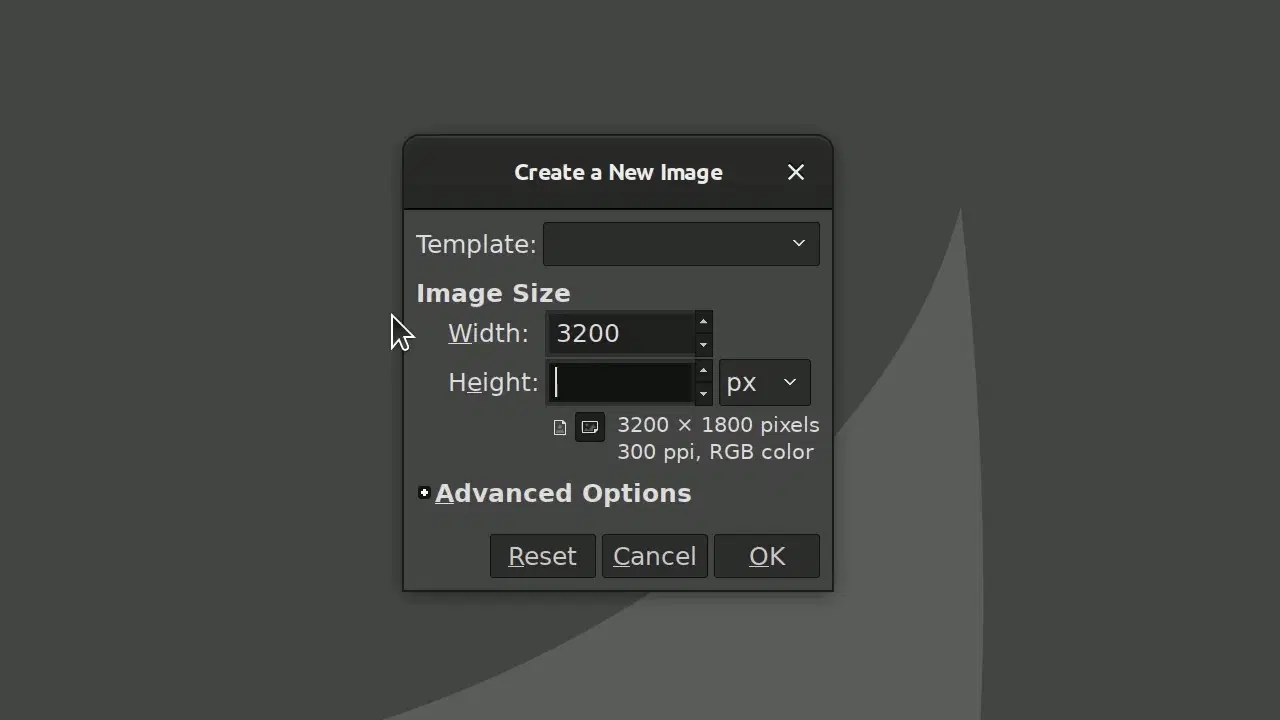 Create a New Image
Template:
Image Size
Width: 3200
Height: px
3200 × 1800 pixels
300 ppi, RGB color
Advanced Options
Reset Cancel OK